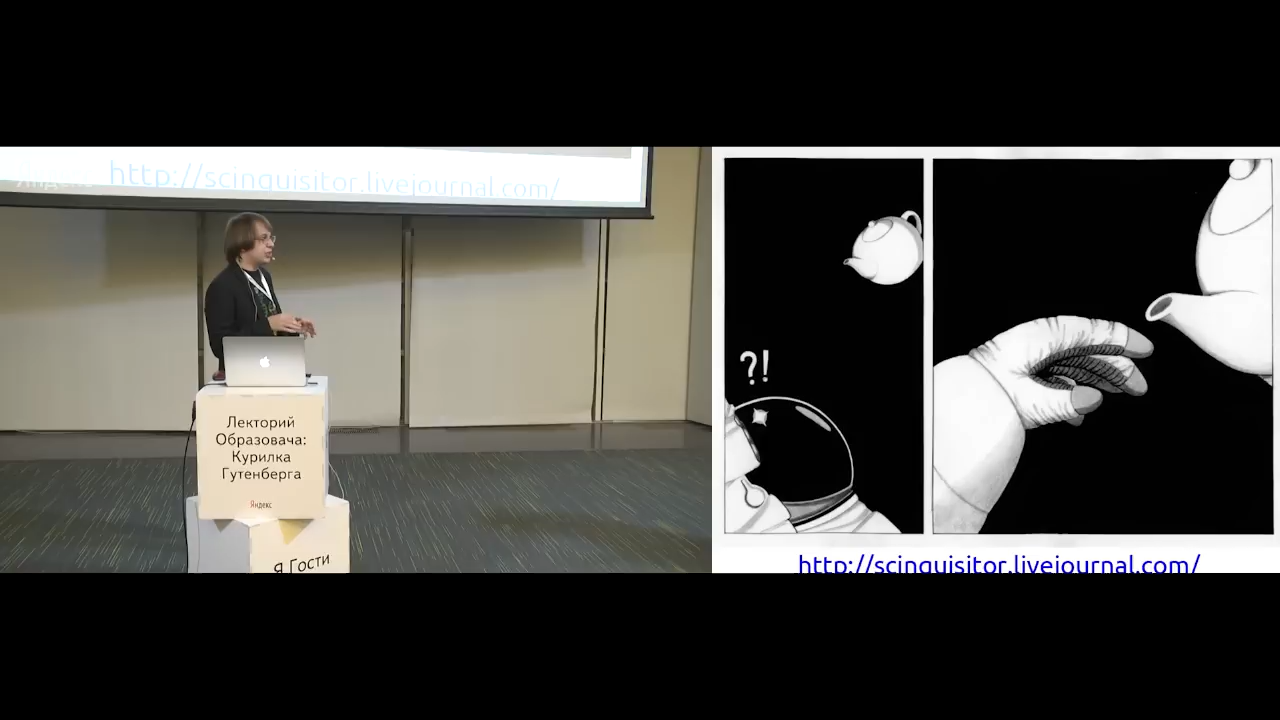 http://scinquisitor.livejournal.com/
Лекторий
Образовача:
Курилка
Гутенберга
Яндекс
Я Гости
?!
http://scinquisitor.livejournal.com/